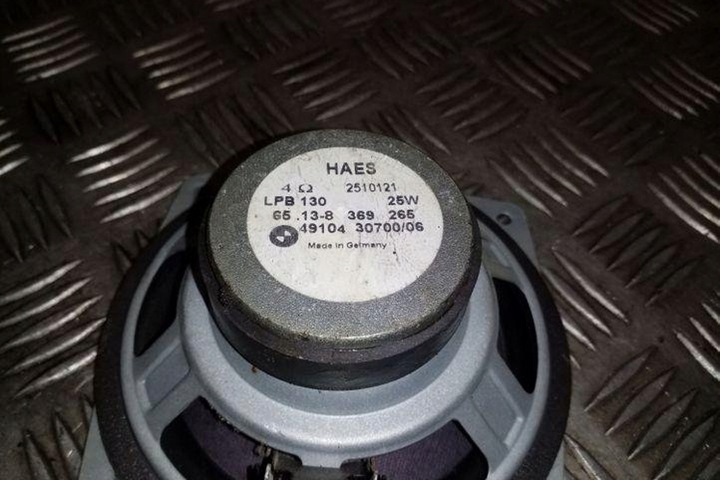 HAES
4 Ω 2510121
LPB 130 25W
65.13-8 369 265
49104 30700/06
Made in Germany